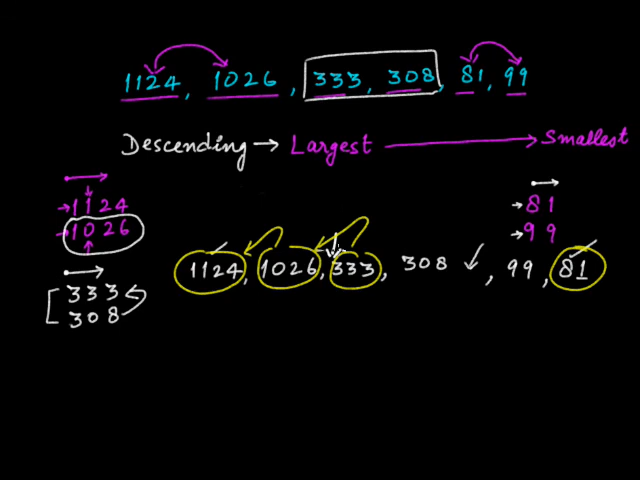 1124, 1026, 333, 308, 81, 99
Descending → Largest → Smallest
1124
1026
81
99
1124, 1026, 333, 308, 99, 81
333
308